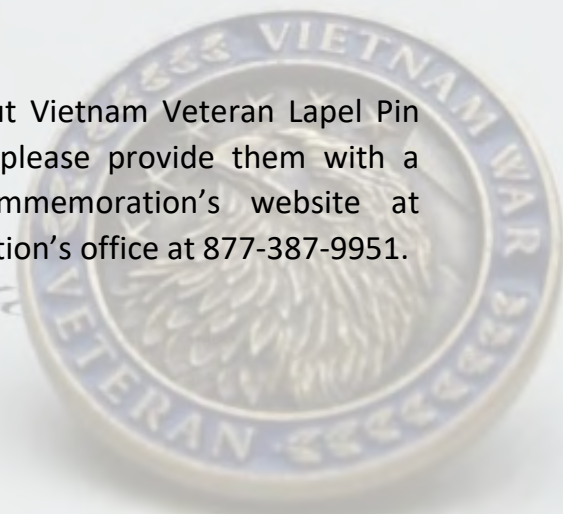 ut Vietnam Veteran Lapel Pin
please provide them with a
mmemoration’s website at
tion’s office at 877-387-9951.
VIETNAM WAR
VETERAN